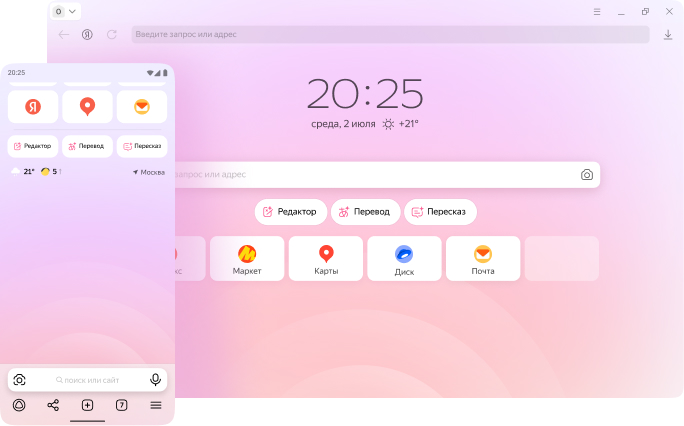 0
Введите запрос или адрес
20:25
среда, 2 июля +21°
запрос или адрес
Редактор Перевод Пересказ
Маркет Карты Диск Почта
20:25
Я
Редактор Перевод Пересказ
21° 5 Москва
поиск или сайт
7